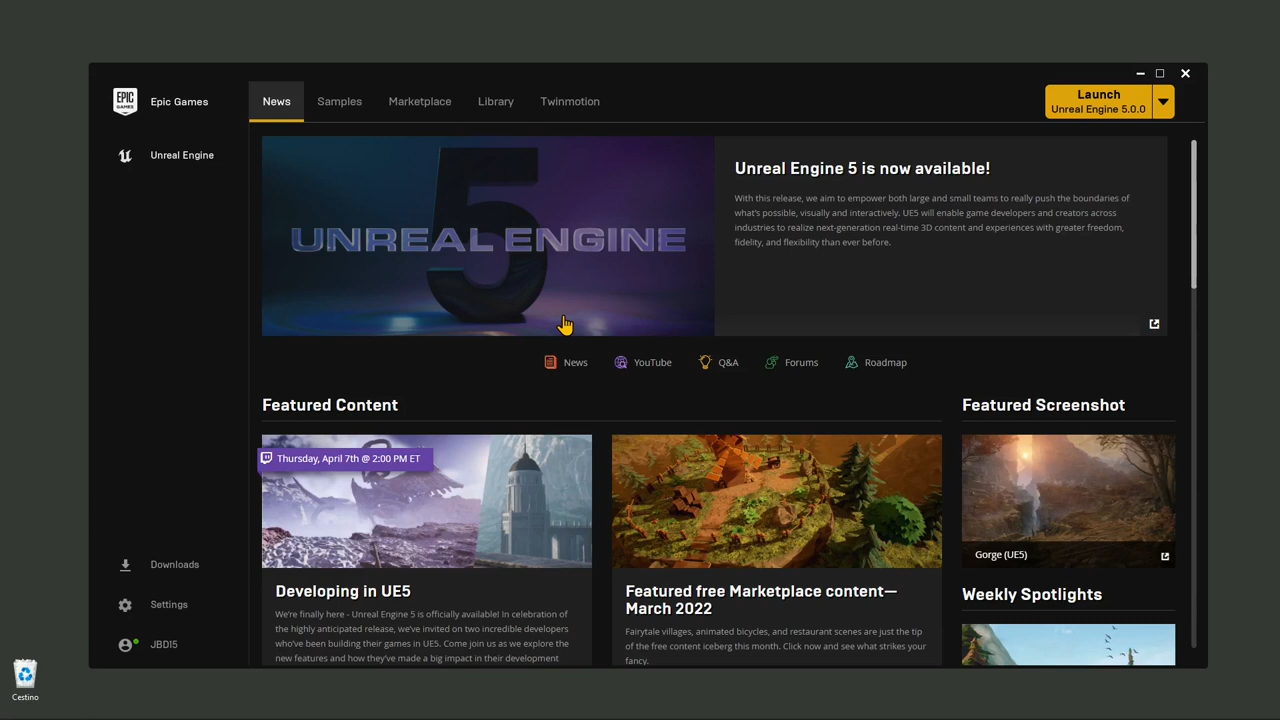 EPIC GAMES
Epic Games
News
Samples
Marketplace
Library
Twinmotion
Launch
Unreal Engine 5.0.0
Unreal Engine
5
UNREAL ENGINE
Unreal Engine 5 is now available!
With this release, we aim to empower both large and small teams to really push the boundaries of
what's possible, visually and interactively. UE5 will enable game developers and creators across
industries to realize next-generation real-time 3D content and experiences with greater freedom,
fidelity, and flexibility than ever before.
News
YouTube
Q&A
Forums
Roadmap
Featured Content
Featured Screenshot
Thursday, April 7th @ 2:00 PM ET
Gorge (UE5)
Developing in UE5
We're finally here - Unreal Engine 5 is officially available! In celebration of
the highly anticipated release, we've invited on two incredible developers
who've been building their games in UE5. Come join us as we explore the
new features and how they've made a big impact in their development
Featured free Marketplace content—
March 2022
Fairytale villages, animated bicycles, and restaurant scenes are just the tip
of the free content iceberg this month. Click now and see what strikes your
fancy.
Weekly Spotlights
Downloads
Settings
JBD15
Cestino